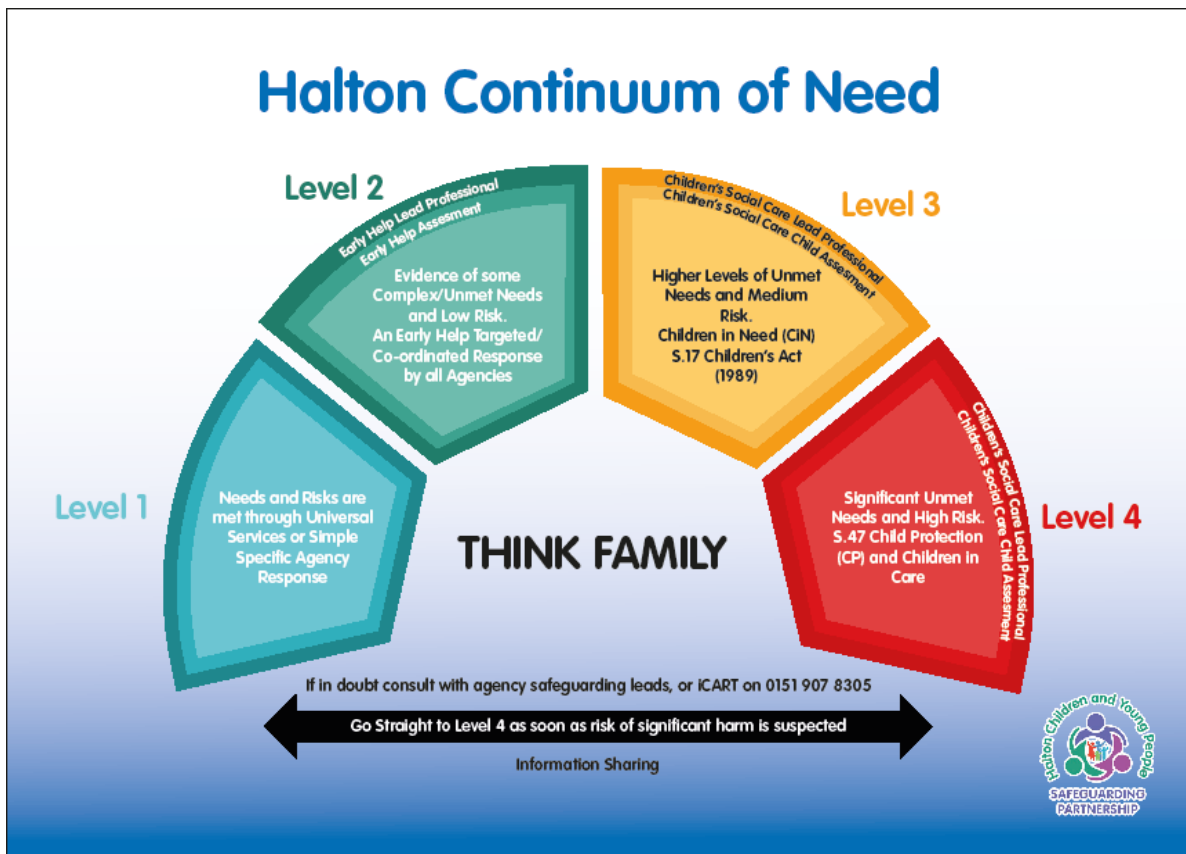 Halton Continuum of Need
Level 1
Needs and Risks are
met through Universal
Services or Simple
Specific Agency
Response
Level 2
Early Help Lead Professional
Early Help Assesment
Evidence of some
Complex/Unmet Needs
and Low Risk.
An Early Help Targeted/
Co-ordinated Response
by all Agencies
Level 3
Children's Social Care Lead Professional
Children's Social Care Child Assesment
Higher Levels of Unmet
Needs and Medium
Risk.
Children in Need (CiN)
S.17 Children's Act
(1989)
Level 4
Children's Social Care Lead Professional
Children's Social Care Child Assesment
Significant Unmet
Needs and High Risk.
S.47 Child Protection
(CP) and Children in
Care
THINK FAMILY
If in doubt consult with agency safeguarding leads, or iCART on 0151 907 8305
Go Straight to Level 4 as soon as risk of significant harm is suspected
Information Sharing
Halton Children and Young People
SAFEGUARDING
PARTNERSHIP